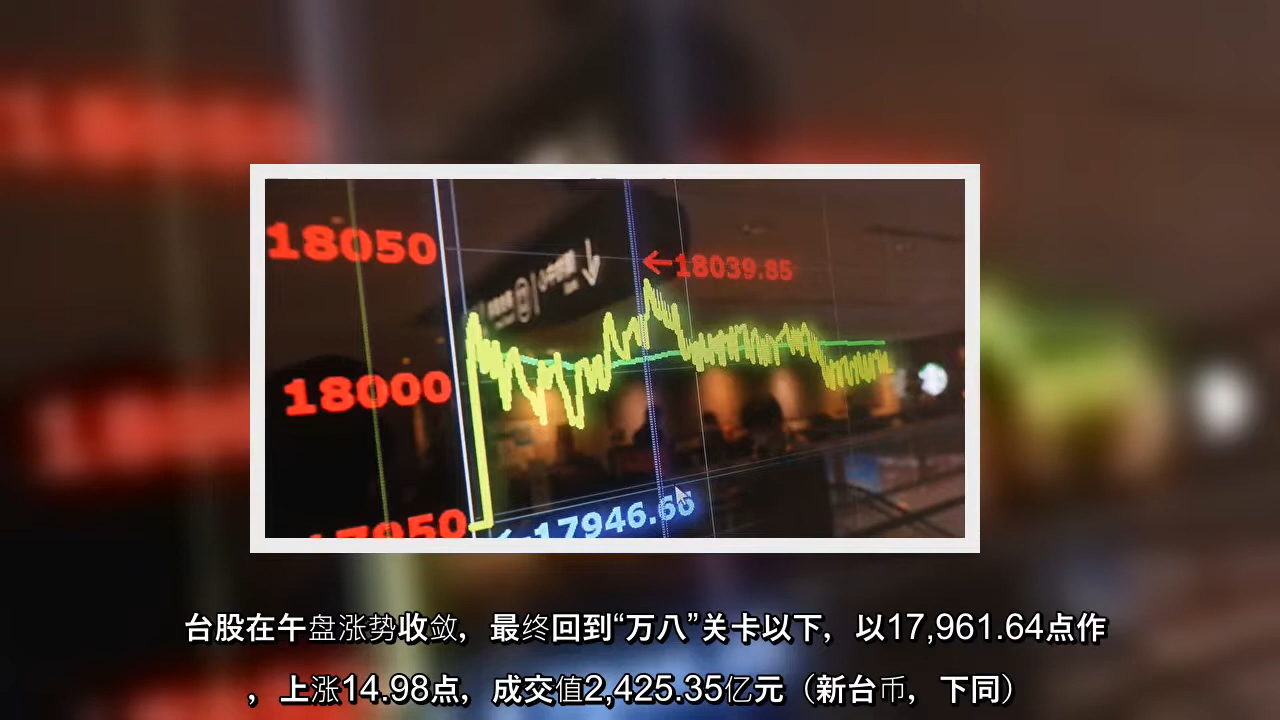 18050
18039.85
18000
17950
17946.66
台股在午盘涨势收敛，最终回到“万八”关卡以下，以17,961.64点作
，上涨14.98点，成交值2,425.35亿元（新台币，下同）